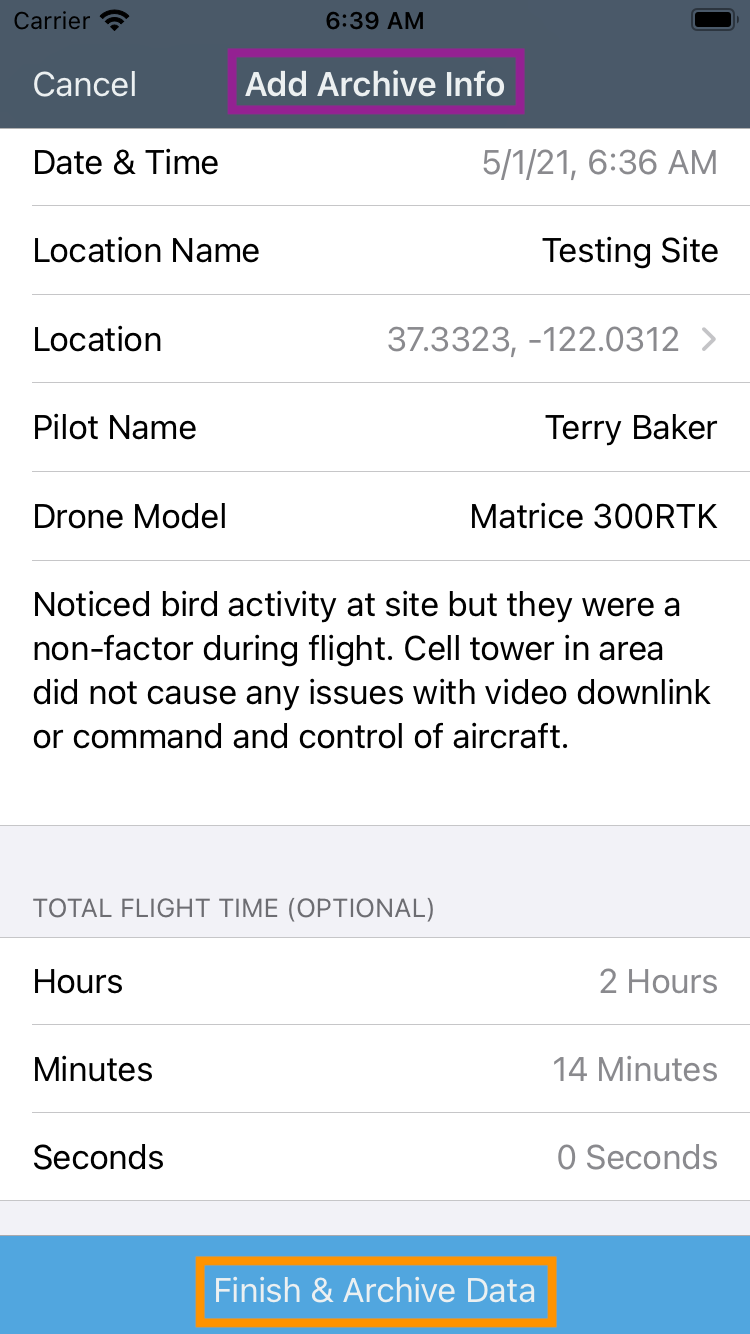 Carrier 6:39 AM
Cancel Add Archive Info
Date & Time 5/1/21, 6:36 AM
Location Name Testing Site
Location 37.3323, -122.0312
Pilot Name Terry Baker
Drone Model Matrice 300RTK
Noticed bird activity at site but they were a
non-factor during flight. Cell tower in area
did not cause any issues with video downlink
or command and control of aircraft.
TOTAL FLIGHT TIME (OPTIONAL)
Hours 2 Hours
Minutes 14 Minutes
Seconds 0 Seconds
Finish & Archive Data